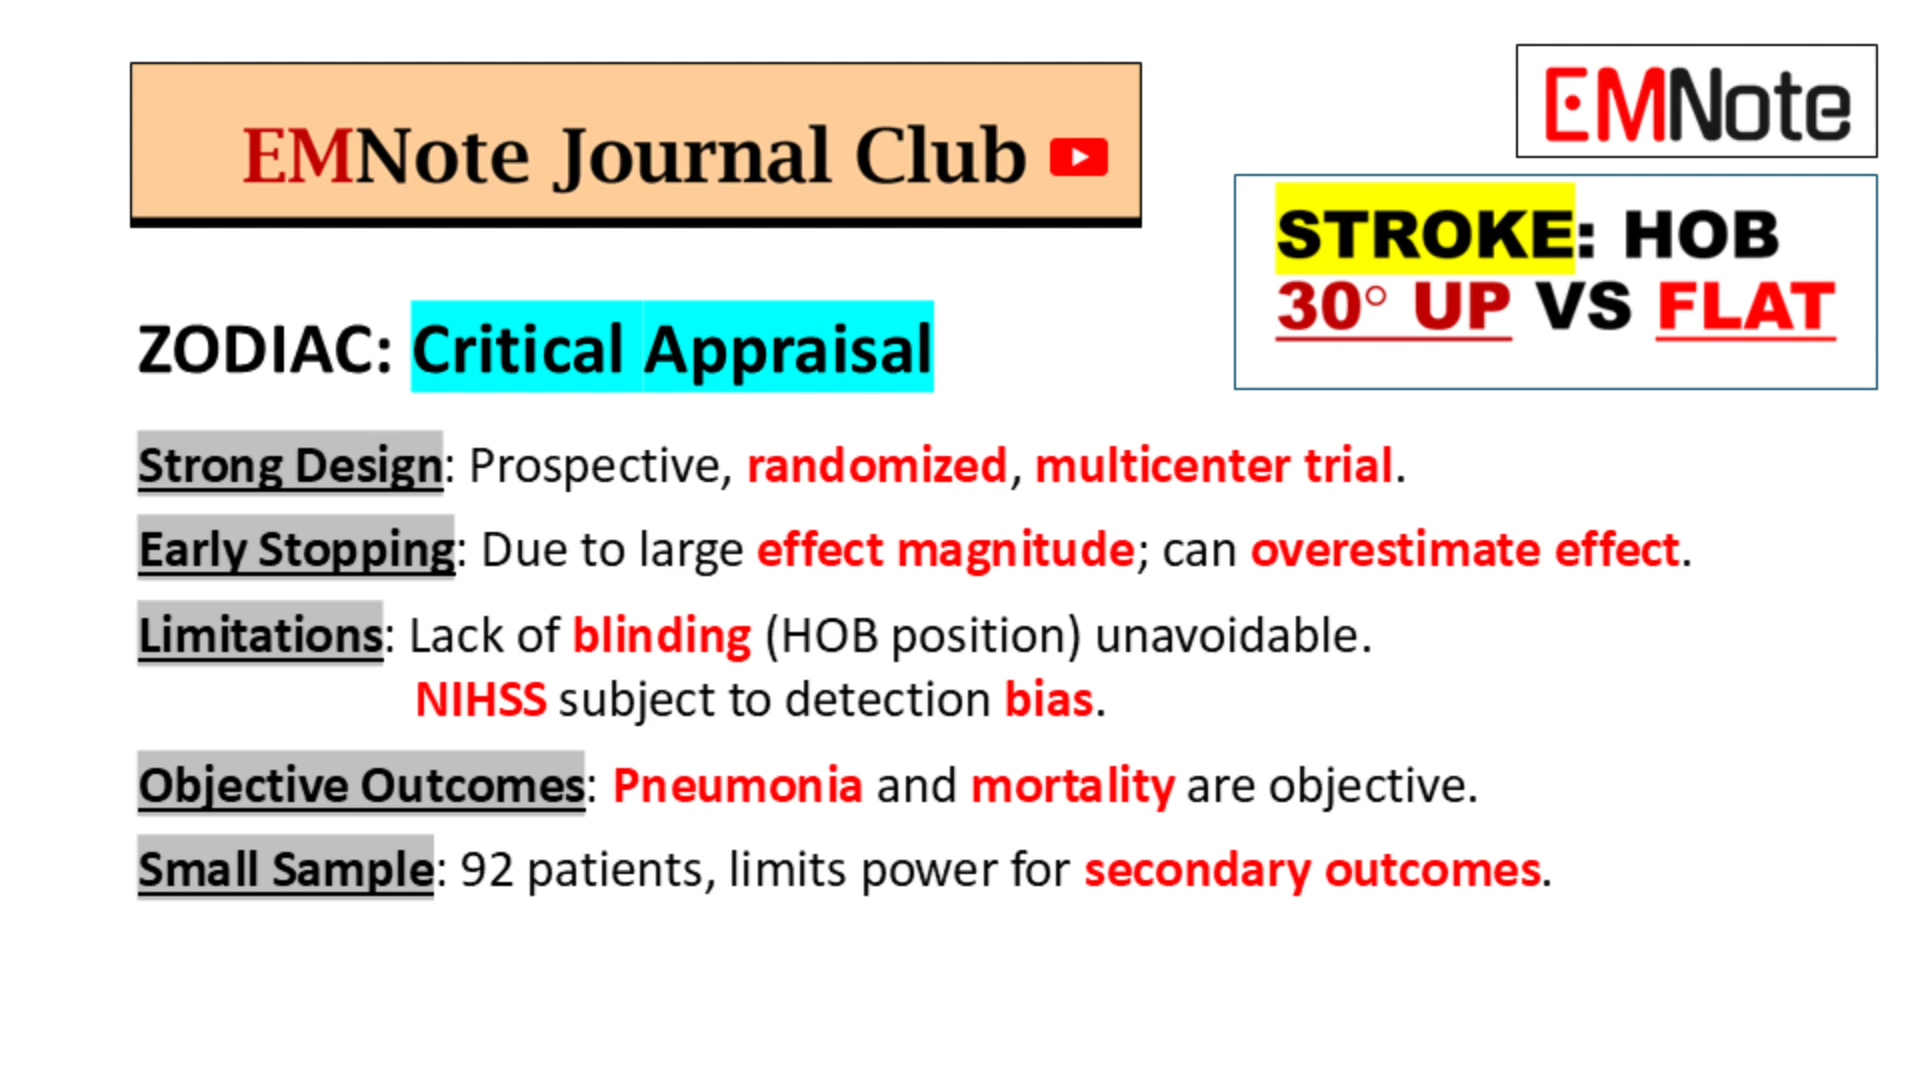 EMNote Journal Club
EMNote
STROKE: HOB
30° UP VS FLAT
ZODIAC: Critical Appraisal
Strong Design: Prospective, randomized, multicenter trial.
Early Stopping: Due to large effect magnitude; can overestimate effect.
Limitations: Lack of blinding (HOB position) unavoidable.
NIHSS subject to detection bias.
Objective Outcomes: Pneumonia and mortality are objective.
Small Sample: 92 patients, limits power for secondary outcomes.